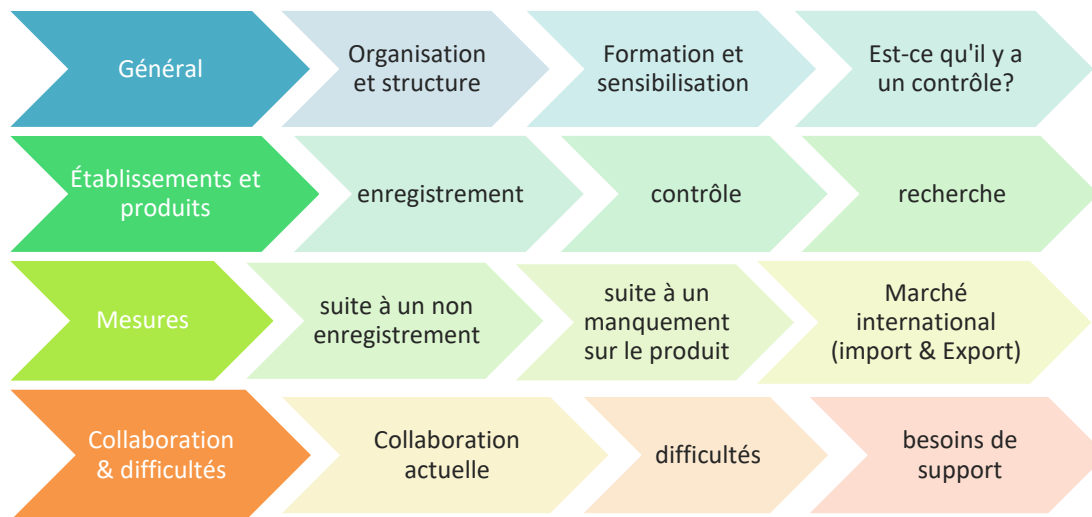 Général
Organisation
et structure
Formation et
sensibilisation
Est-ce qu'il y a
un contrôle?
Établissements et
produits
enregistrement
contrôle
recherche
Mesures
suite à un non
enregistrement
suite à un
manquement
sur le produit
Marché
international
(import & Export)
Collaboration
& difficultés
Collaboration
actuelle
difficultés
besoins de
support